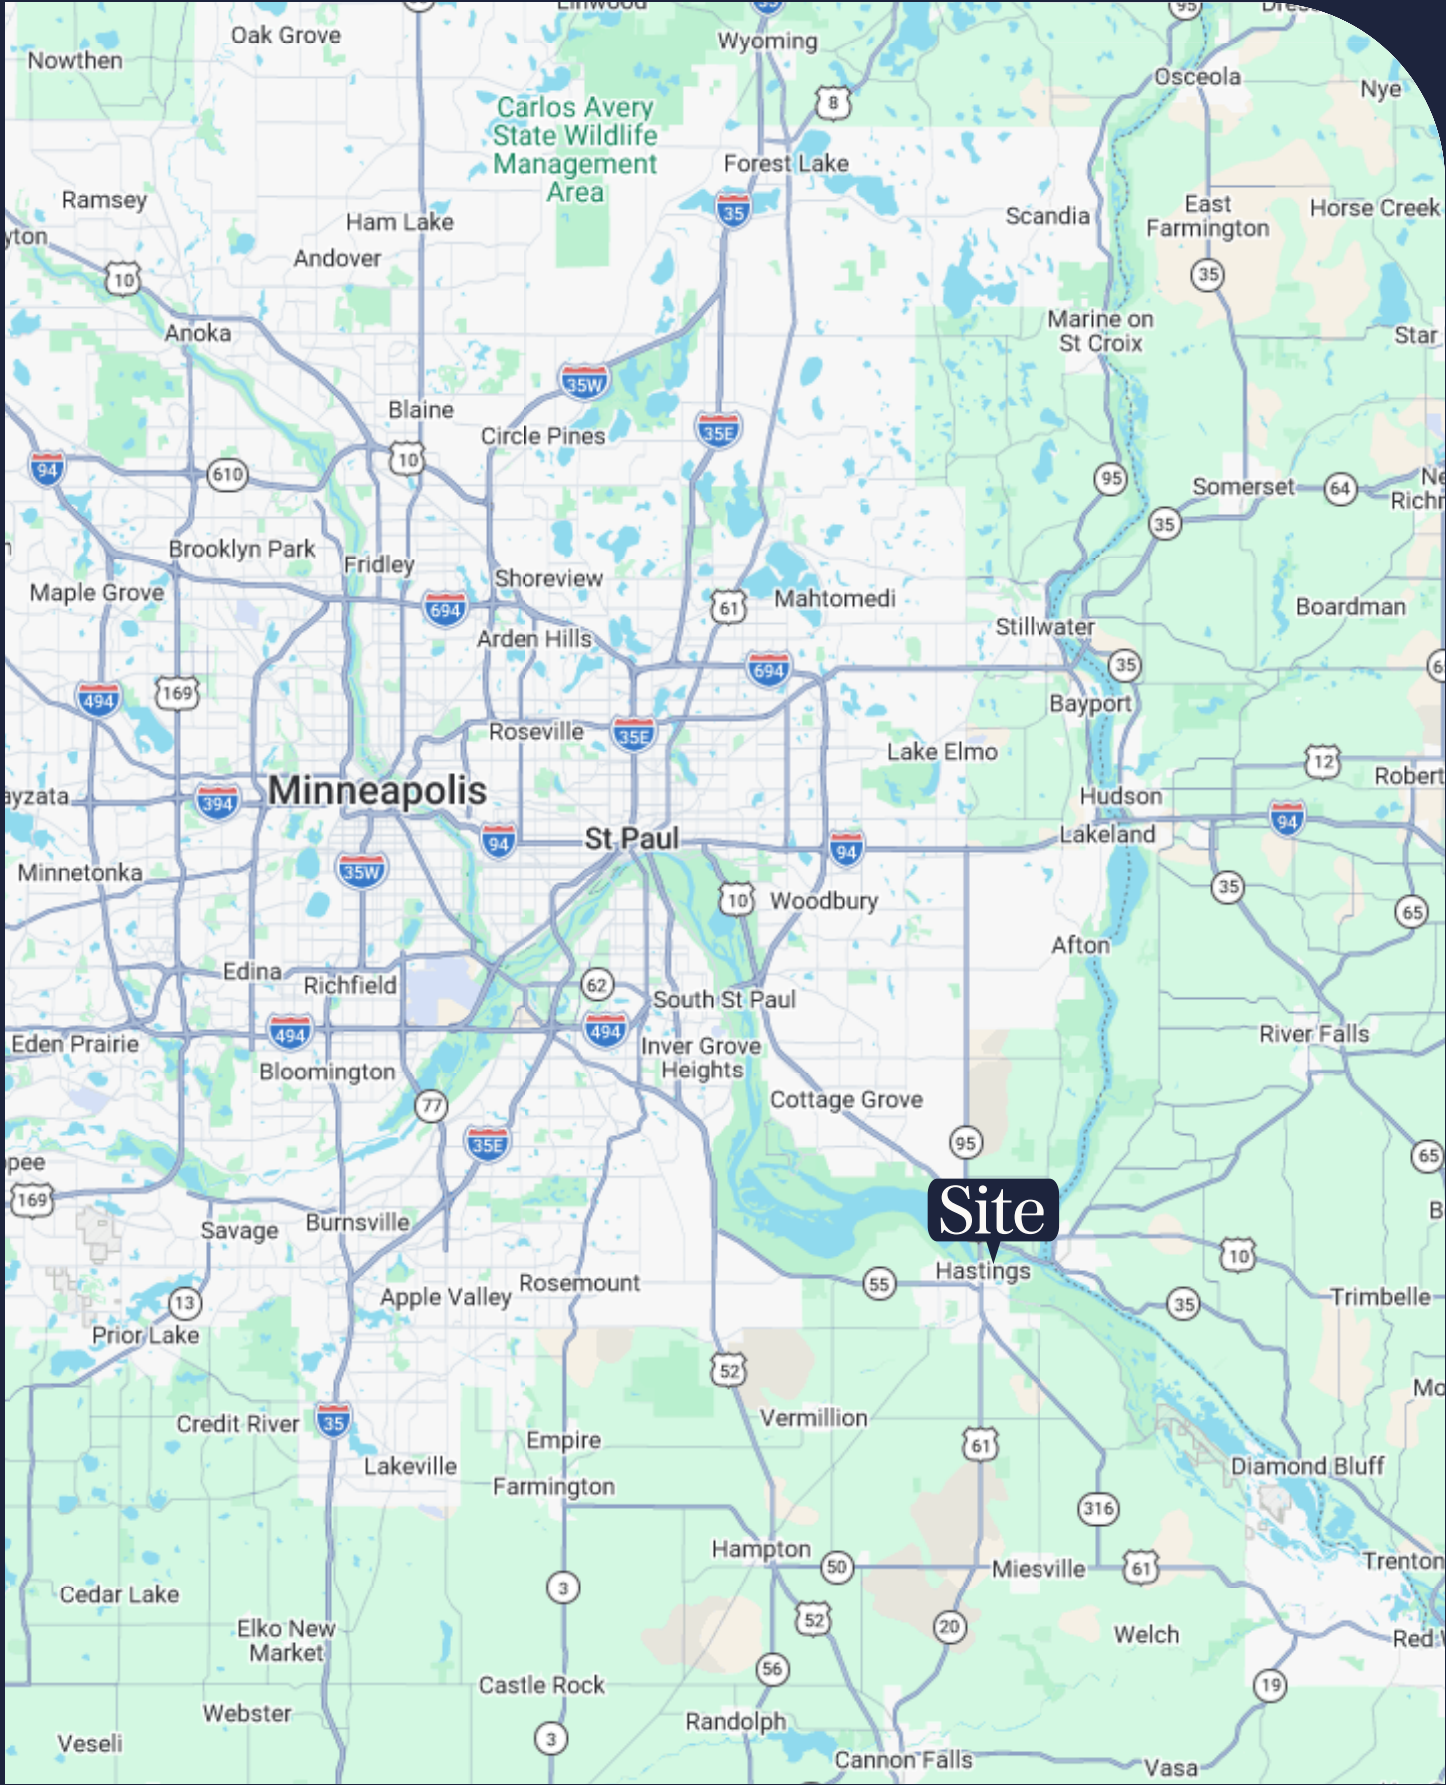 Linwood
95
35
Oak Grove
Wyoming
Nowthen
Osceola
Nye
8
Carlos Avery
State Wildlife
Management
Area
Forest Lake
Ramsey
Ham Lake
35
Scandia
East
Farmington
Horse Creek
Andover
10
35
Anoka
Marine on
St Croix
Star
35W
Blaine
Circle Pines
35E
94
610
10
95
Somerset
64
35
Brooklyn Park
Fridley
Shoreview
Maple Grove
694
61
Mahtomedi
Boardman
Arden Hills
Stillwater
694
35
494
169
Bayport
Roseville
35E
Lake Elmo
12
Robert
Minneapolis
Hudson
394
94
St Paul
94
Lakeland
94
Minnetonka
35W
10
Woodbury
35
65
Afton
Edina
Richfield
62
South St Paul
494
494
River Falls
Eden Prairie
Bloomington
Inver Grove
Heights
77
Cottage Grove
35E
95
65
169
Savage
Burnsville
Site
Hastings
10
55
Apple Valley
Rosemount
13
35
Trimbelle
Prior Lake
52
Credit River
35
Vermillion
Empire
61
Lakeville
Farmington
Diamond Bluff
316
Hampton
50
Miesville
61
Trenton
3
Cedar Lake
52
20
Elko New
Market
Welch
Red
56
Castle Rock
19
Webster
Randolph
Veseli
3
Cannon Falls
Vasa